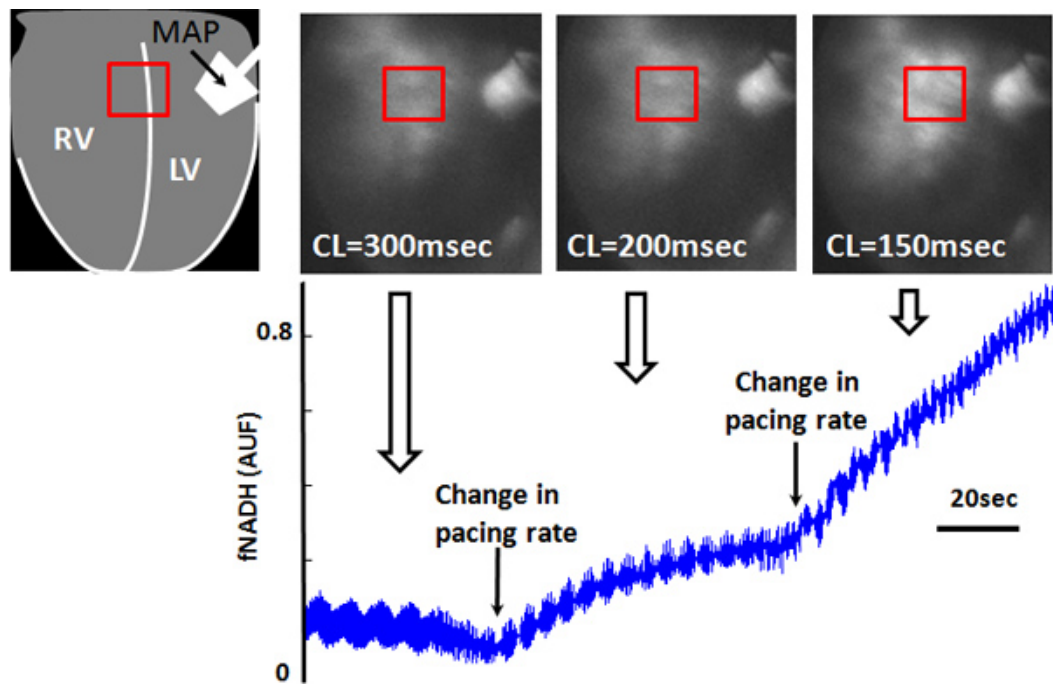 MAP
RV
LV
CL=300msec
CL=200msec
CL=150msec
0.8
fNADH (AUF)
0
Change in
pacing rate
Change in
pacing rate
20sec